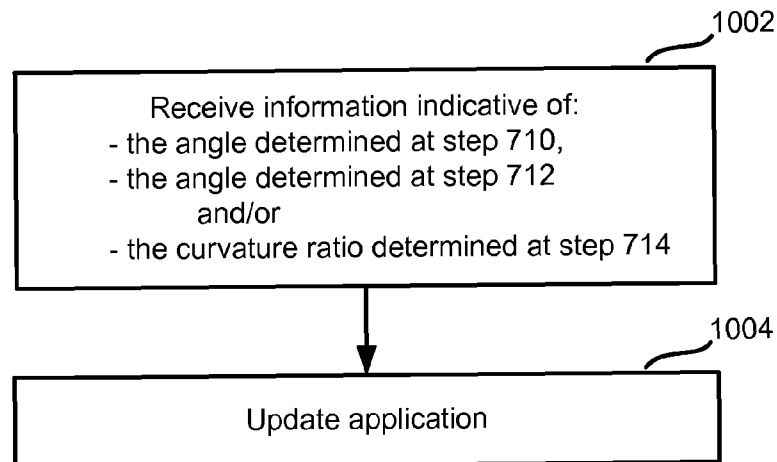 1002
Receive information indicative of:
- the angle determined at step 710,
- the angle determined at step 712
and/or
- the curvature ratio determined at step 714
1004
Update application